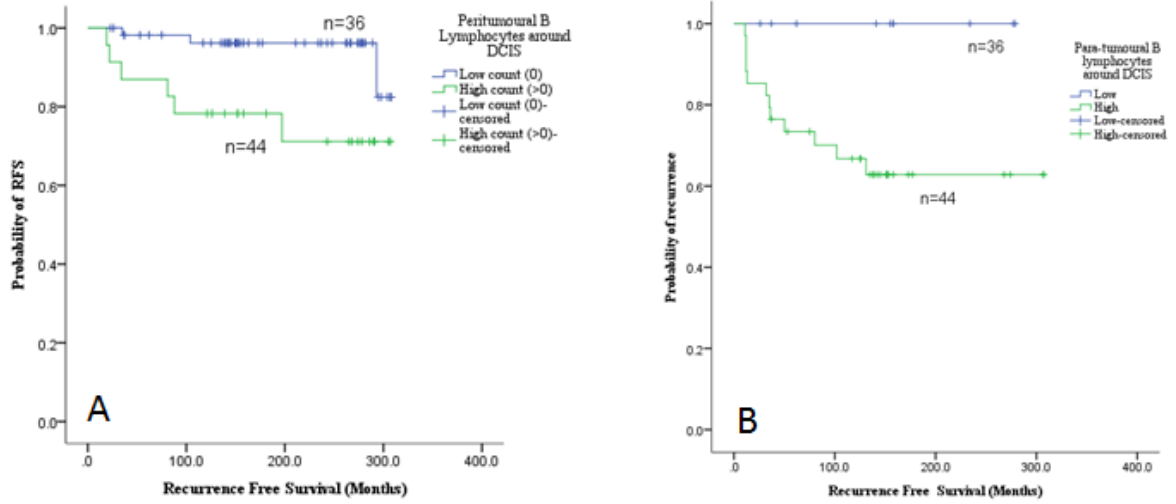 Peritumoural B
Lymphocytes around
DCIS
Low count (0)
High count (>0)
Low count (0)-
censored
High count (>0)-
censored
n=36
n=44
1.0
0.8
0.6
0.4
0.2
0.0
Probability of RFS
A
.0 100.0 200.0 300.0 400.0
Recurrence Free Survival (Months)
Para-tumoural B
lymphocytes
around DCIS
Low
High
Low-censored
High-censored
n=36
n=44
1.0
0.8
0.6
0.4
0.2
0.0
Probability of recurrence
B
.0 100.0 200.0 300.0 400.0
Recurrence Free Survival (Months)